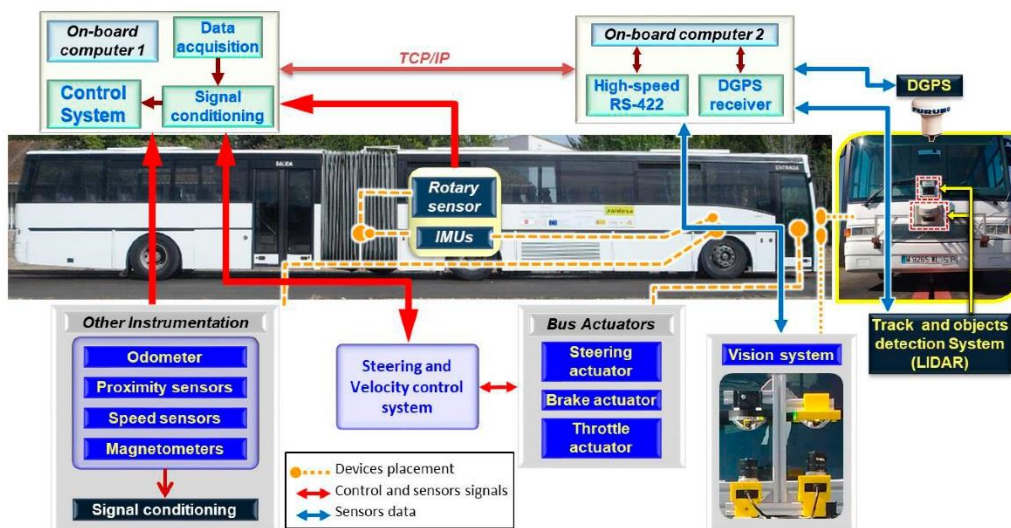 On-board
computer 1
Data
acquisition
Control
System
Signal
conditioning
TCP/IP
On-board computer 2
High-speed
RS-422
DGPS
receiver
DGPS
FURUNO
SALIDA
ENTRADA
Rotary
sensor
IMUs
Other Instrumentation
Odometer
Proximity sensors
Speed sensors
Magnetometers
Signal conditioning
Steering and
Velocity control
system
Bus Actuators
Steering
actuator
Brake actuator
Throttle
actuator
Vision system
Track and objects
detection System
(LIDAR)
Devices placement
Control and sensors signals
Sensors data